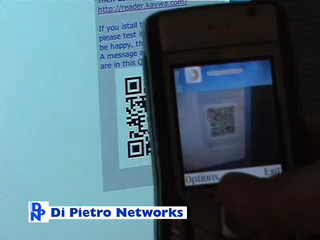 http://reader.kaywa.com/
If you istall t
please test it
be happy, th
A message a
are in this Q
Options
Exit
Di Pietro Networks